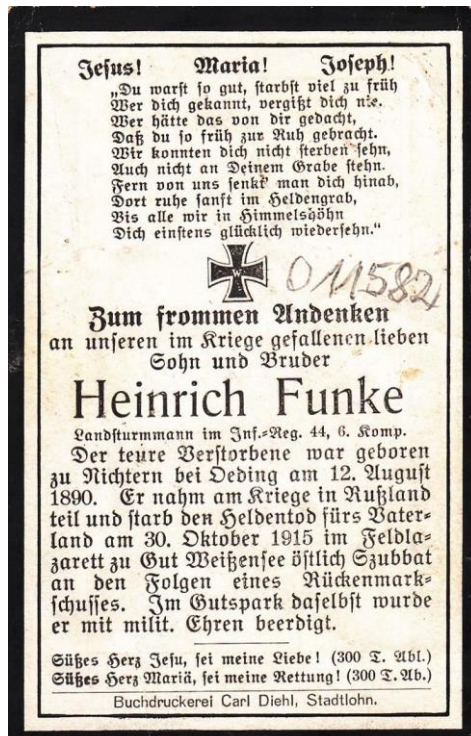 Jesus! Maria! Joseph!
„Du warst so gut, starbst viel zu früh
Wer dich gekannt, vergißt dich nie.
Wer hätte das von dir gedacht,
Daß du so früh zur Ruh gebracht.
Wir konnten dich nicht sterben sehn,
Auch nicht an Deinem Grabe stehn.
Fern von uns senkt man dich hinab,
Dort ruhe sanft im Heldengrab,
Bis alle wir in Himmelshöhn
Dich einstens glücklich wiedersehn.“
W
011582
Zum frommen Andenken
an unseren im Kriege gefallenen lieben
Sohn und Bruder
Heinrich Funke
Landsturmmann im Inf.-Reg. 44, 6. Komp.
Der teure Verstorbene war geboren
zu Nichtern bei Oeding am 12. August
1890. Er nahm am Kriege in Rußland
teil und starb den Heldentod fürs Vater-
land am 30. Oktober 1915 im Feldla-
zarett zu Gut Weißensee östlich Szubbat
an den Folgen eines Rückenmark-
schusses. Im Gutspark daselbst wurde
er mit milit. Ehren beerdigt.
Süßes Herz Jesu, sei meine Liebe! (300 T. Abl.)
Süßes Herz Mariä, sei meine Rettung! (300 T. Ab.)
Buchdruckerei Carl Diehl, Stadtlohn.